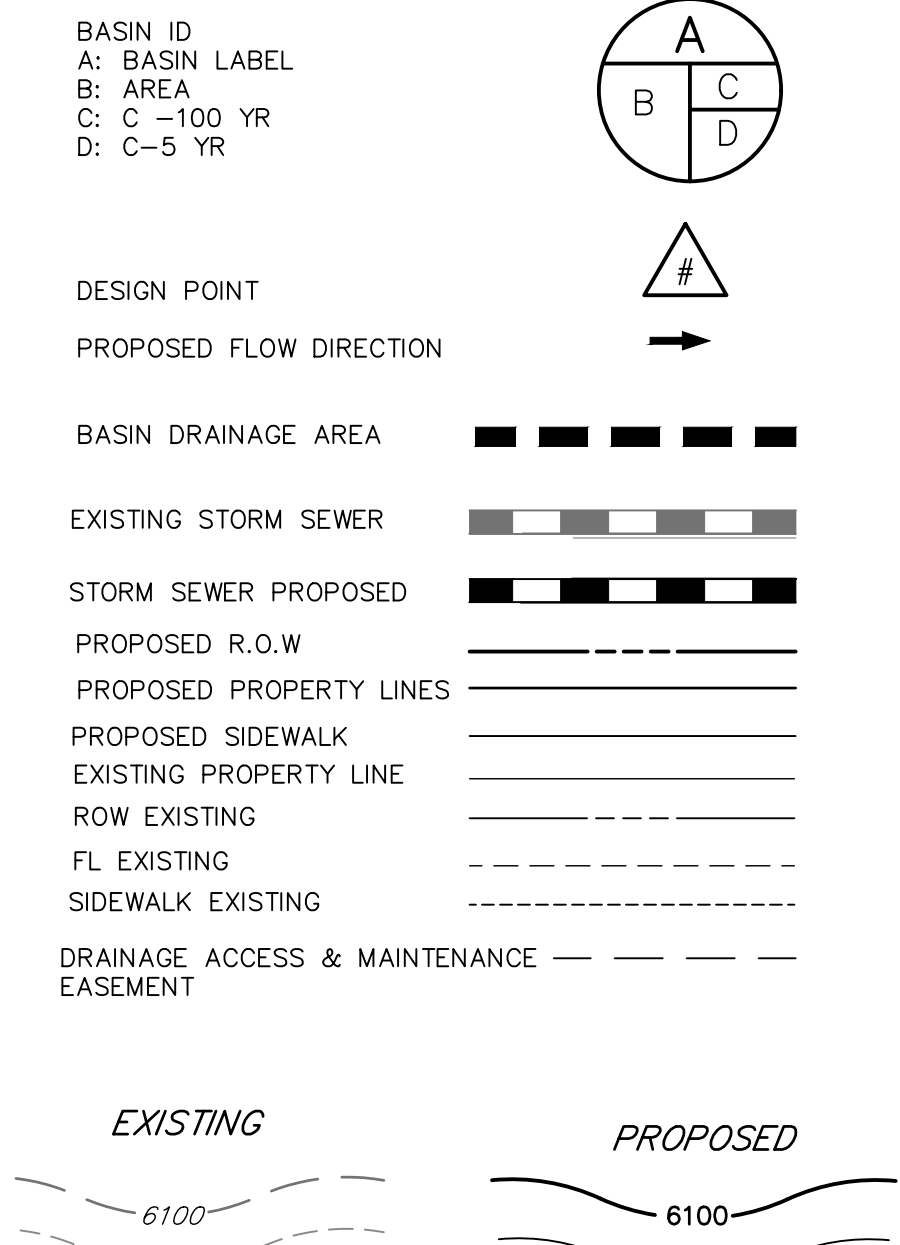 BASIN ID
A: BASIN LABEL
B: AREA
C: C -100 YR
D: C-5 YR
A
B
C
D
DESIGN POINT
#
PROPOSED FLOW DIRECTION
BASIN DRAINAGE AREA
EXISTING STORM SEWER
STORM SEWER PROPOSED
PROPOSED R.O.W
PROPOSED PROPERTY LINES
PROPOSED SIDEWALK
EXISTING PROPERTY LINE
ROW EXISTING
FL EXISTING
SIDEWALK EXISTING
DRAINAGE ACCESS & MAINTENANCE
EASEMENT
EXISTING
PROPOSED
6100
6100